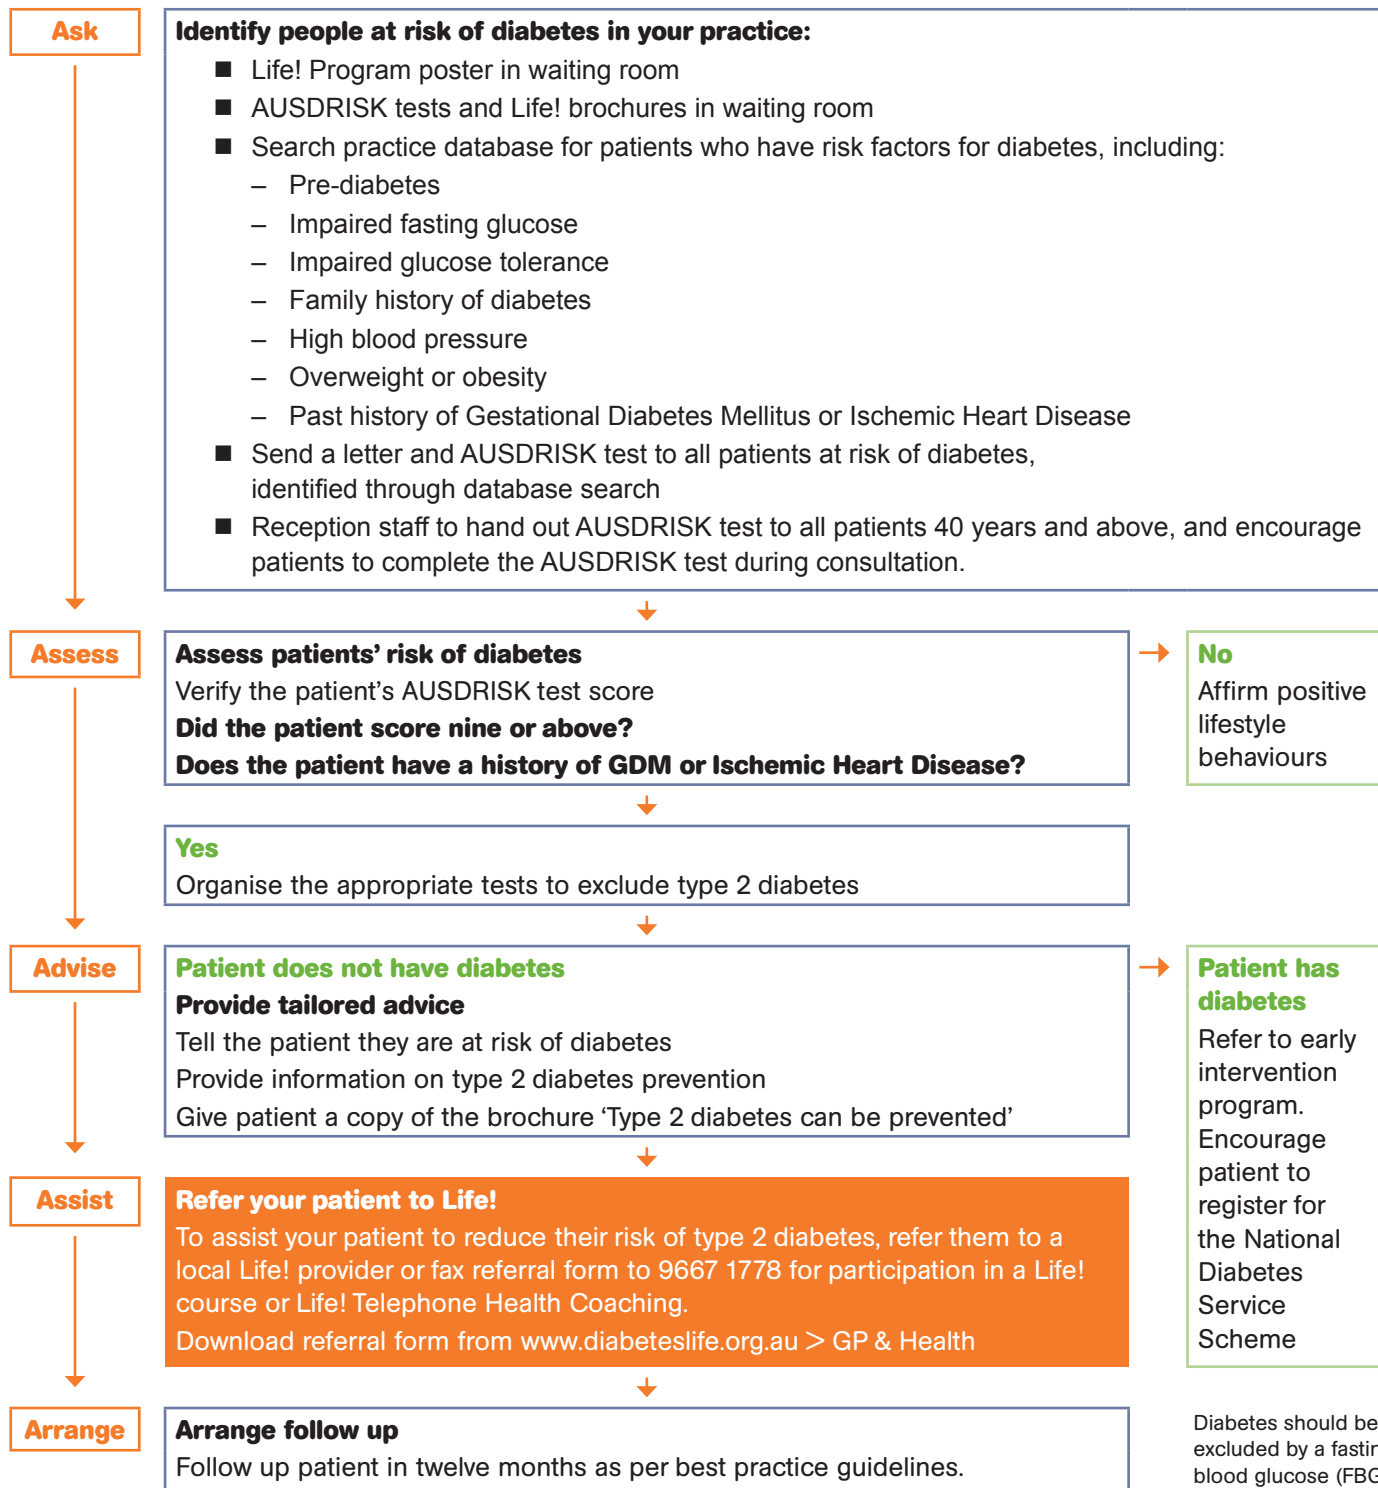 Ask
Identify people at risk of diabetes in your practice:
■ Life! Program poster in waiting room
■ AUSDRISK tests and Life! brochures in waiting room
■ Search practice database for patients who have risk factors for diabetes, including:
– Pre-diabetes
– Impaired fasting glucose
– Impaired glucose tolerance
– Family history of diabetes
– High blood pressure
– Overweight or obesity
– Past history of Gestational Diabetes Mellitus or Ischemic Heart Disease
■ Send a letter and AUSDRISK test to all patients at risk of diabetes,
identified through database search
■ Reception staff to hand out AUSDRISK test to all patients 40 years and above, and encourage
patients to complete the AUSDRISK test during consultation.
Assess
Assess patients’ risk of diabetes
Verify the patient’s AUSDRISK test score
Did the patient score nine or above?
Does the patient have a history of GDM or Ischemic Heart Disease?
No
Affirm positive
lifestyle
behaviours
Yes
Organise the appropriate tests to exclude type 2 diabetes
Advise
Patient does not have diabetes
Provide tailored advice
Tell the patient they are at risk of diabetes
Provide information on type 2 diabetes prevention
Give patient a copy of the brochure ‘Type 2 diabetes can be prevented’
Patient has
diabetes
Refer to early
intervention
program.
Encourage
patient to
register for
the National
Diabetes
Service
Scheme
Assist
Refer your patient to Life!
To assist your patient to reduce their risk of type 2 diabetes, refer them to a
local Life! provider or fax referral form to 9667 1778 for participation in a Life!
course or Life! Telephone Health Coaching.
Download referral form from www.diabeteslife.org.au > GP & Health
Arrange
Arrange follow up
Follow up patient in twelve months as per best practice guidelines.
Diabetes should be
excluded by a fastin
blood glucose (FBG